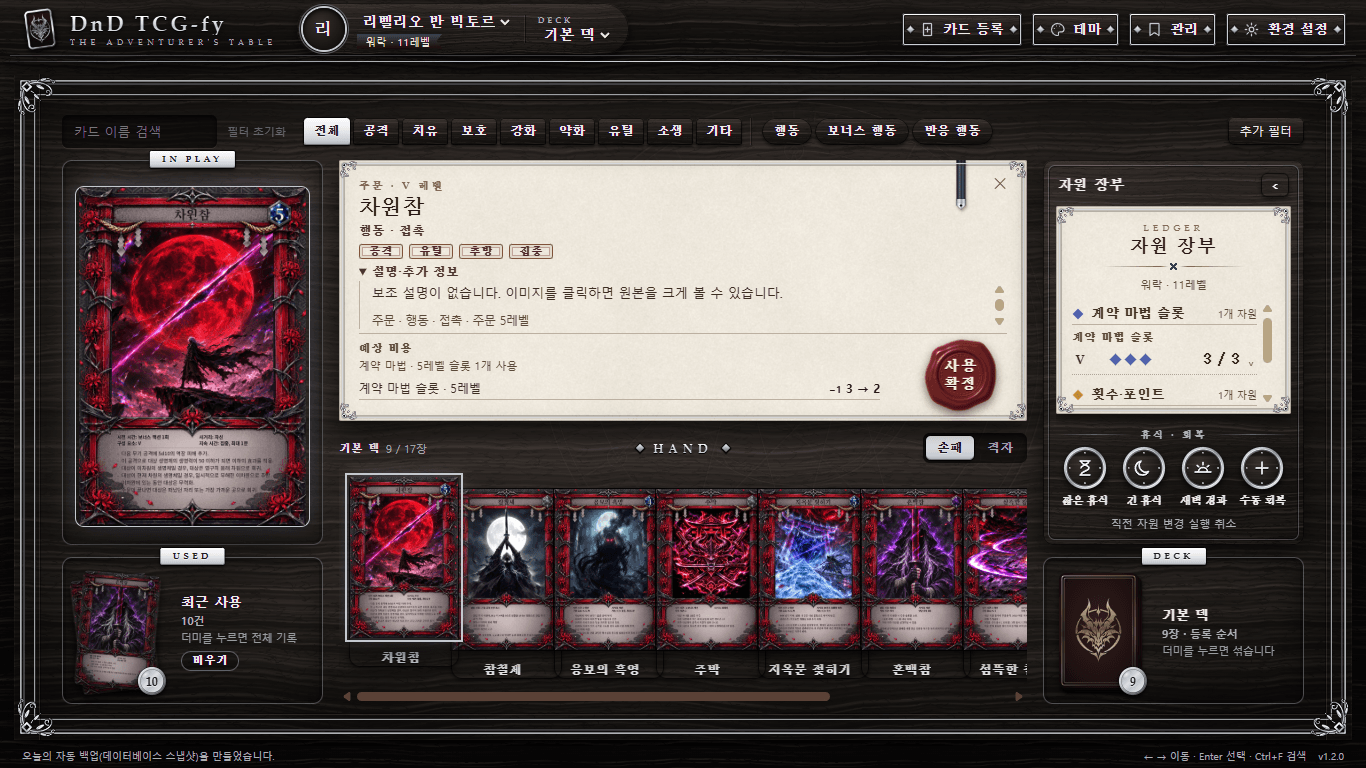 DnD TCG-fy
THE ADVENTURER'S TABLE
리
리벨리오 반 빅토르
워락 · 11레벨
DECK
기본 덱
카드 등록
테마
관리
환경 설정
카드 이름 검색
필터 초기화
전체
공격
치유
보호
강화
약화
유틸
소생
기타
행동
보너스 행동
반응 행동
추가 필터
IN PLAY
차원참
5
주문 · V 레벨
차원참
행동 · 접촉
공격
유틸
추방
집중
▼ 설명·추가 정보
보조 설명이 없습니다. 이미지를 클릭하면 원본을 크게 볼 수 있습니다.
주문 · 행동 · 접촉 · 주문 5레벨
예상 비용
계약 마법 · 5레벨 슬롯 1개 사용
계약 마법 슬롯 · 5레벨
-1 3 → 2
사용
확정
자원 장부
<
LEDGER
자원 장부
워락 · 11레벨
계약 마법 슬롯
1개 자원
계약 마법 슬롯
V
3 / 3
v
횟수·포인트
1개 자원
휴식 · 회복
짧은 휴식
긴 휴식
새벽 경과
수동 회복
직전 자원 변경 실행 취소
USED
최근 사용
10건
더미를 누르면 전체 기록
비우기
10
기본 덱 9 / 17장
HAND
손패
격자
차원참
참철제
응보의 흑영
주박
지옥문 젖히기
혼백참
섬뜩한
DECK
기본 덱
9장 · 등록 순서
더미를 누르면 섞습니다
9
오늘의 자동 백업(데이터베이스 스냅샷)을 만들었습니다.
← → 이동 · Enter 선택 · Ctrl+F 검색
v1.2.0